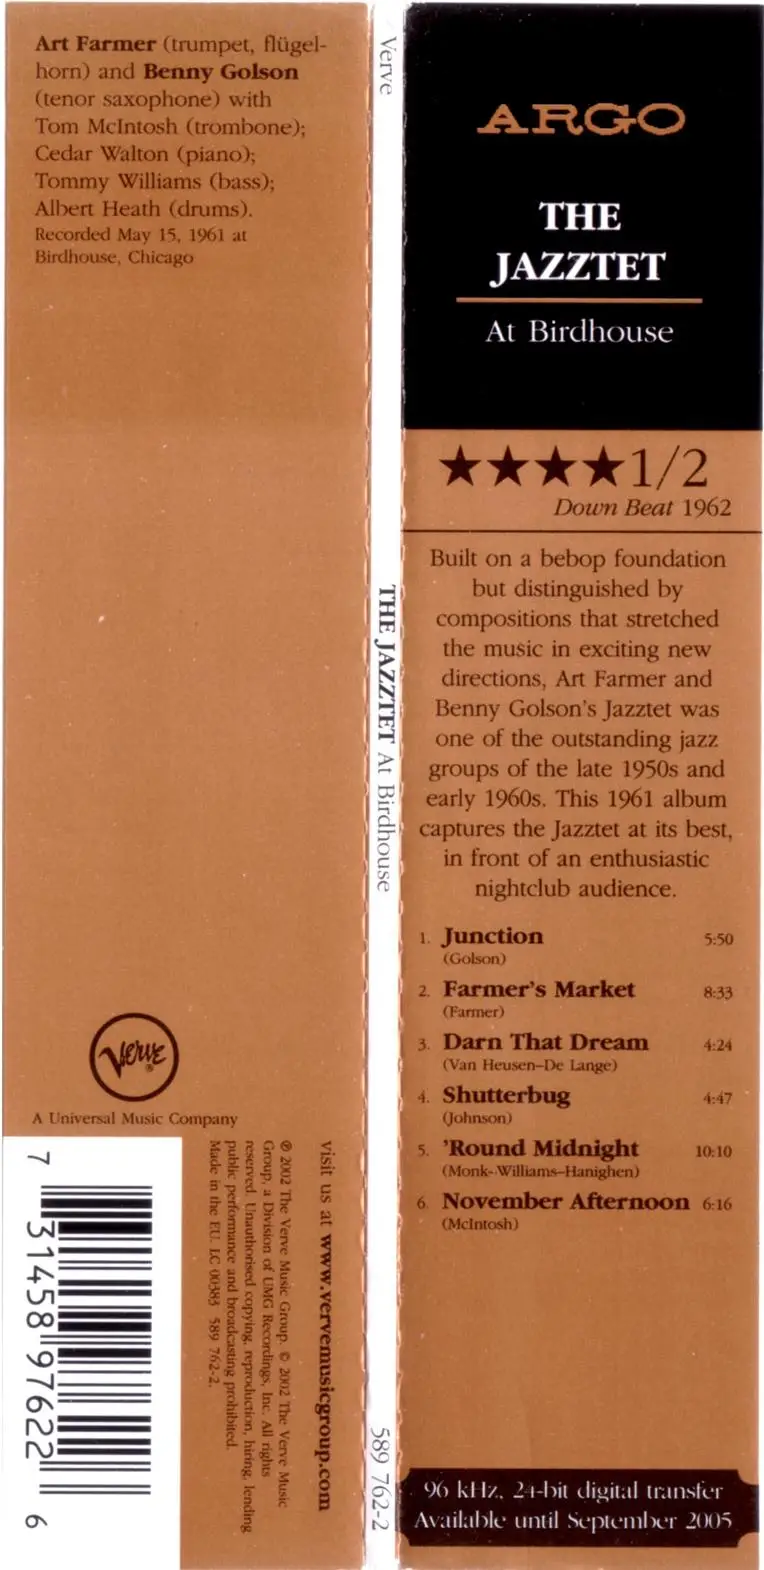 Art Farmer (trumpet, flügel-
horn) and Benny Golson
(tenor saxophone) with
Tom McIntosh (trombone);
Cedar Walton (piano);
Tommy Williams (bass);
Albert Heath (drums).
Recorded May 15, 1961 at
Birdhouse, Chicago
Verve
®
A Universal Music Company
visit us at www.vervemusicgroup.com
℗ 2002 The Verve Music Group. © 2002 The Verve Music
Group, a Division of UMG Recordings, Inc. All rights
reserved. Unauthorised copying, reproduction, hiring, lending
public performance and broadcasting prohibited.
Made in the EU. LC 00383 589 762-2.
7 31458 97622 6
Verve
THE JAZZTET At Birdhouse
589 762-2
ARGO
THE
JAZZTET
At Birdhouse
★★★★1/2
Down Beat 1962
Built on a bebop foundation
but distinguished by
compositions that stretched
the music in exciting new
directions, Art Farmer and
Benny Golson's Jazztet was
one of the outstanding jazz
groups of the late 1950s and
early 1960s. This 1961 album
captures the Jazztet at its best,
in front of an enthusiastic
nightclub audience.
1. Junction 5:50
(Golson)
2. Farmer's Market 8:33
(Farmer)
3. Darn That Dream 4:24
(Van Heusen–De Lange)
4. Shutterbug 4:47
(Johnson)
5. 'Round Midnight 10:10
(Monk–Williams–Hanighen)
6. November Afternoon 6:16
(McIntosh)
96 kHz, 24-bit digital transfer
Available until September 2005